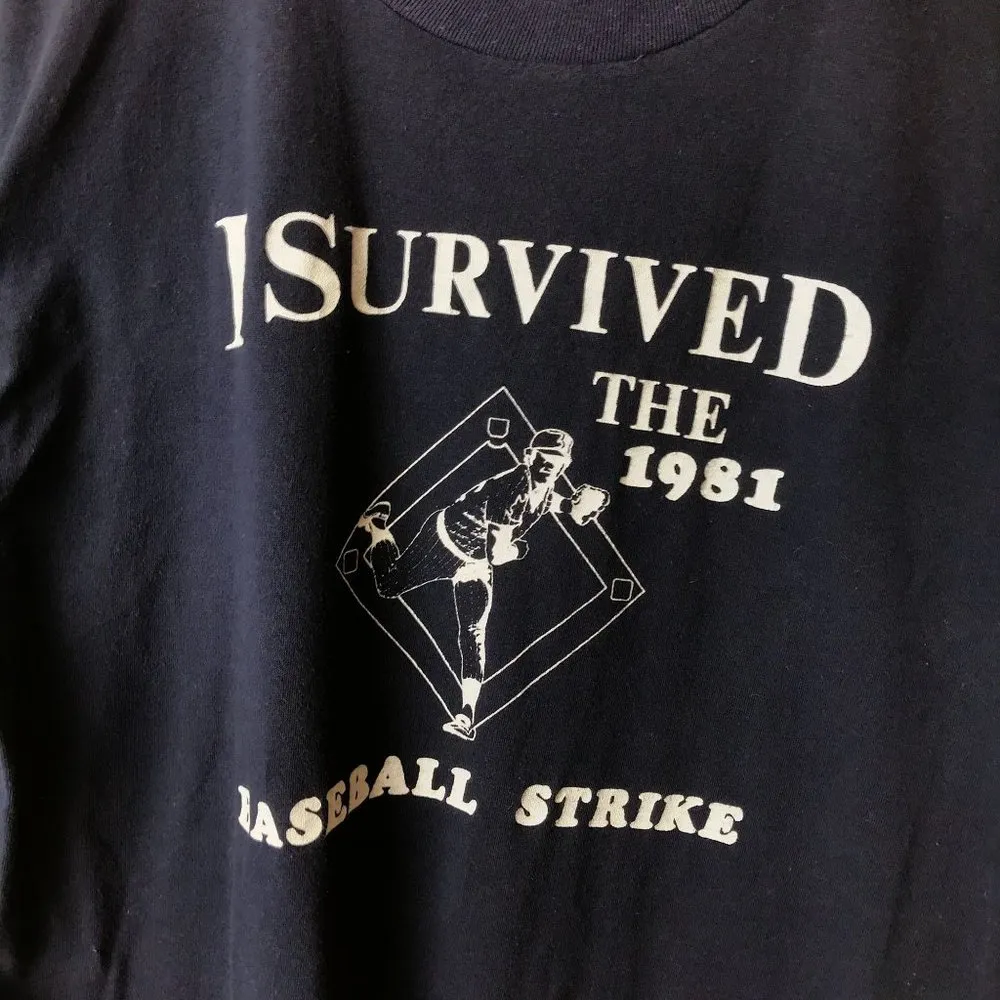 I SURVIVED
THE
1981
BASEBALL STRIKE